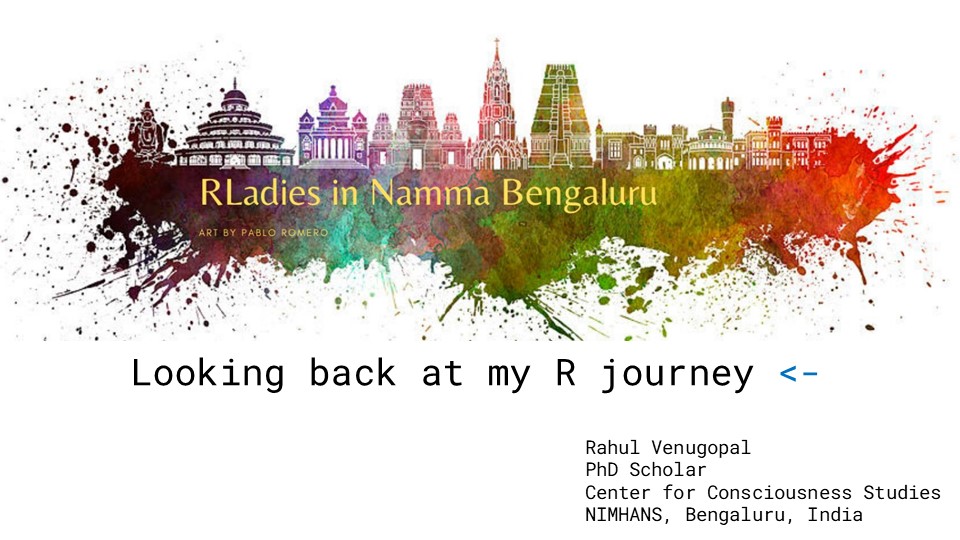 RLadies in Namma Bengaluru
ART BY PABLO ROMERO
Looking back at my R journey <-
Rahul Venugopal
PhD Scholar
Center for Consciousness Studies
NIMHANS, Bengaluru, India